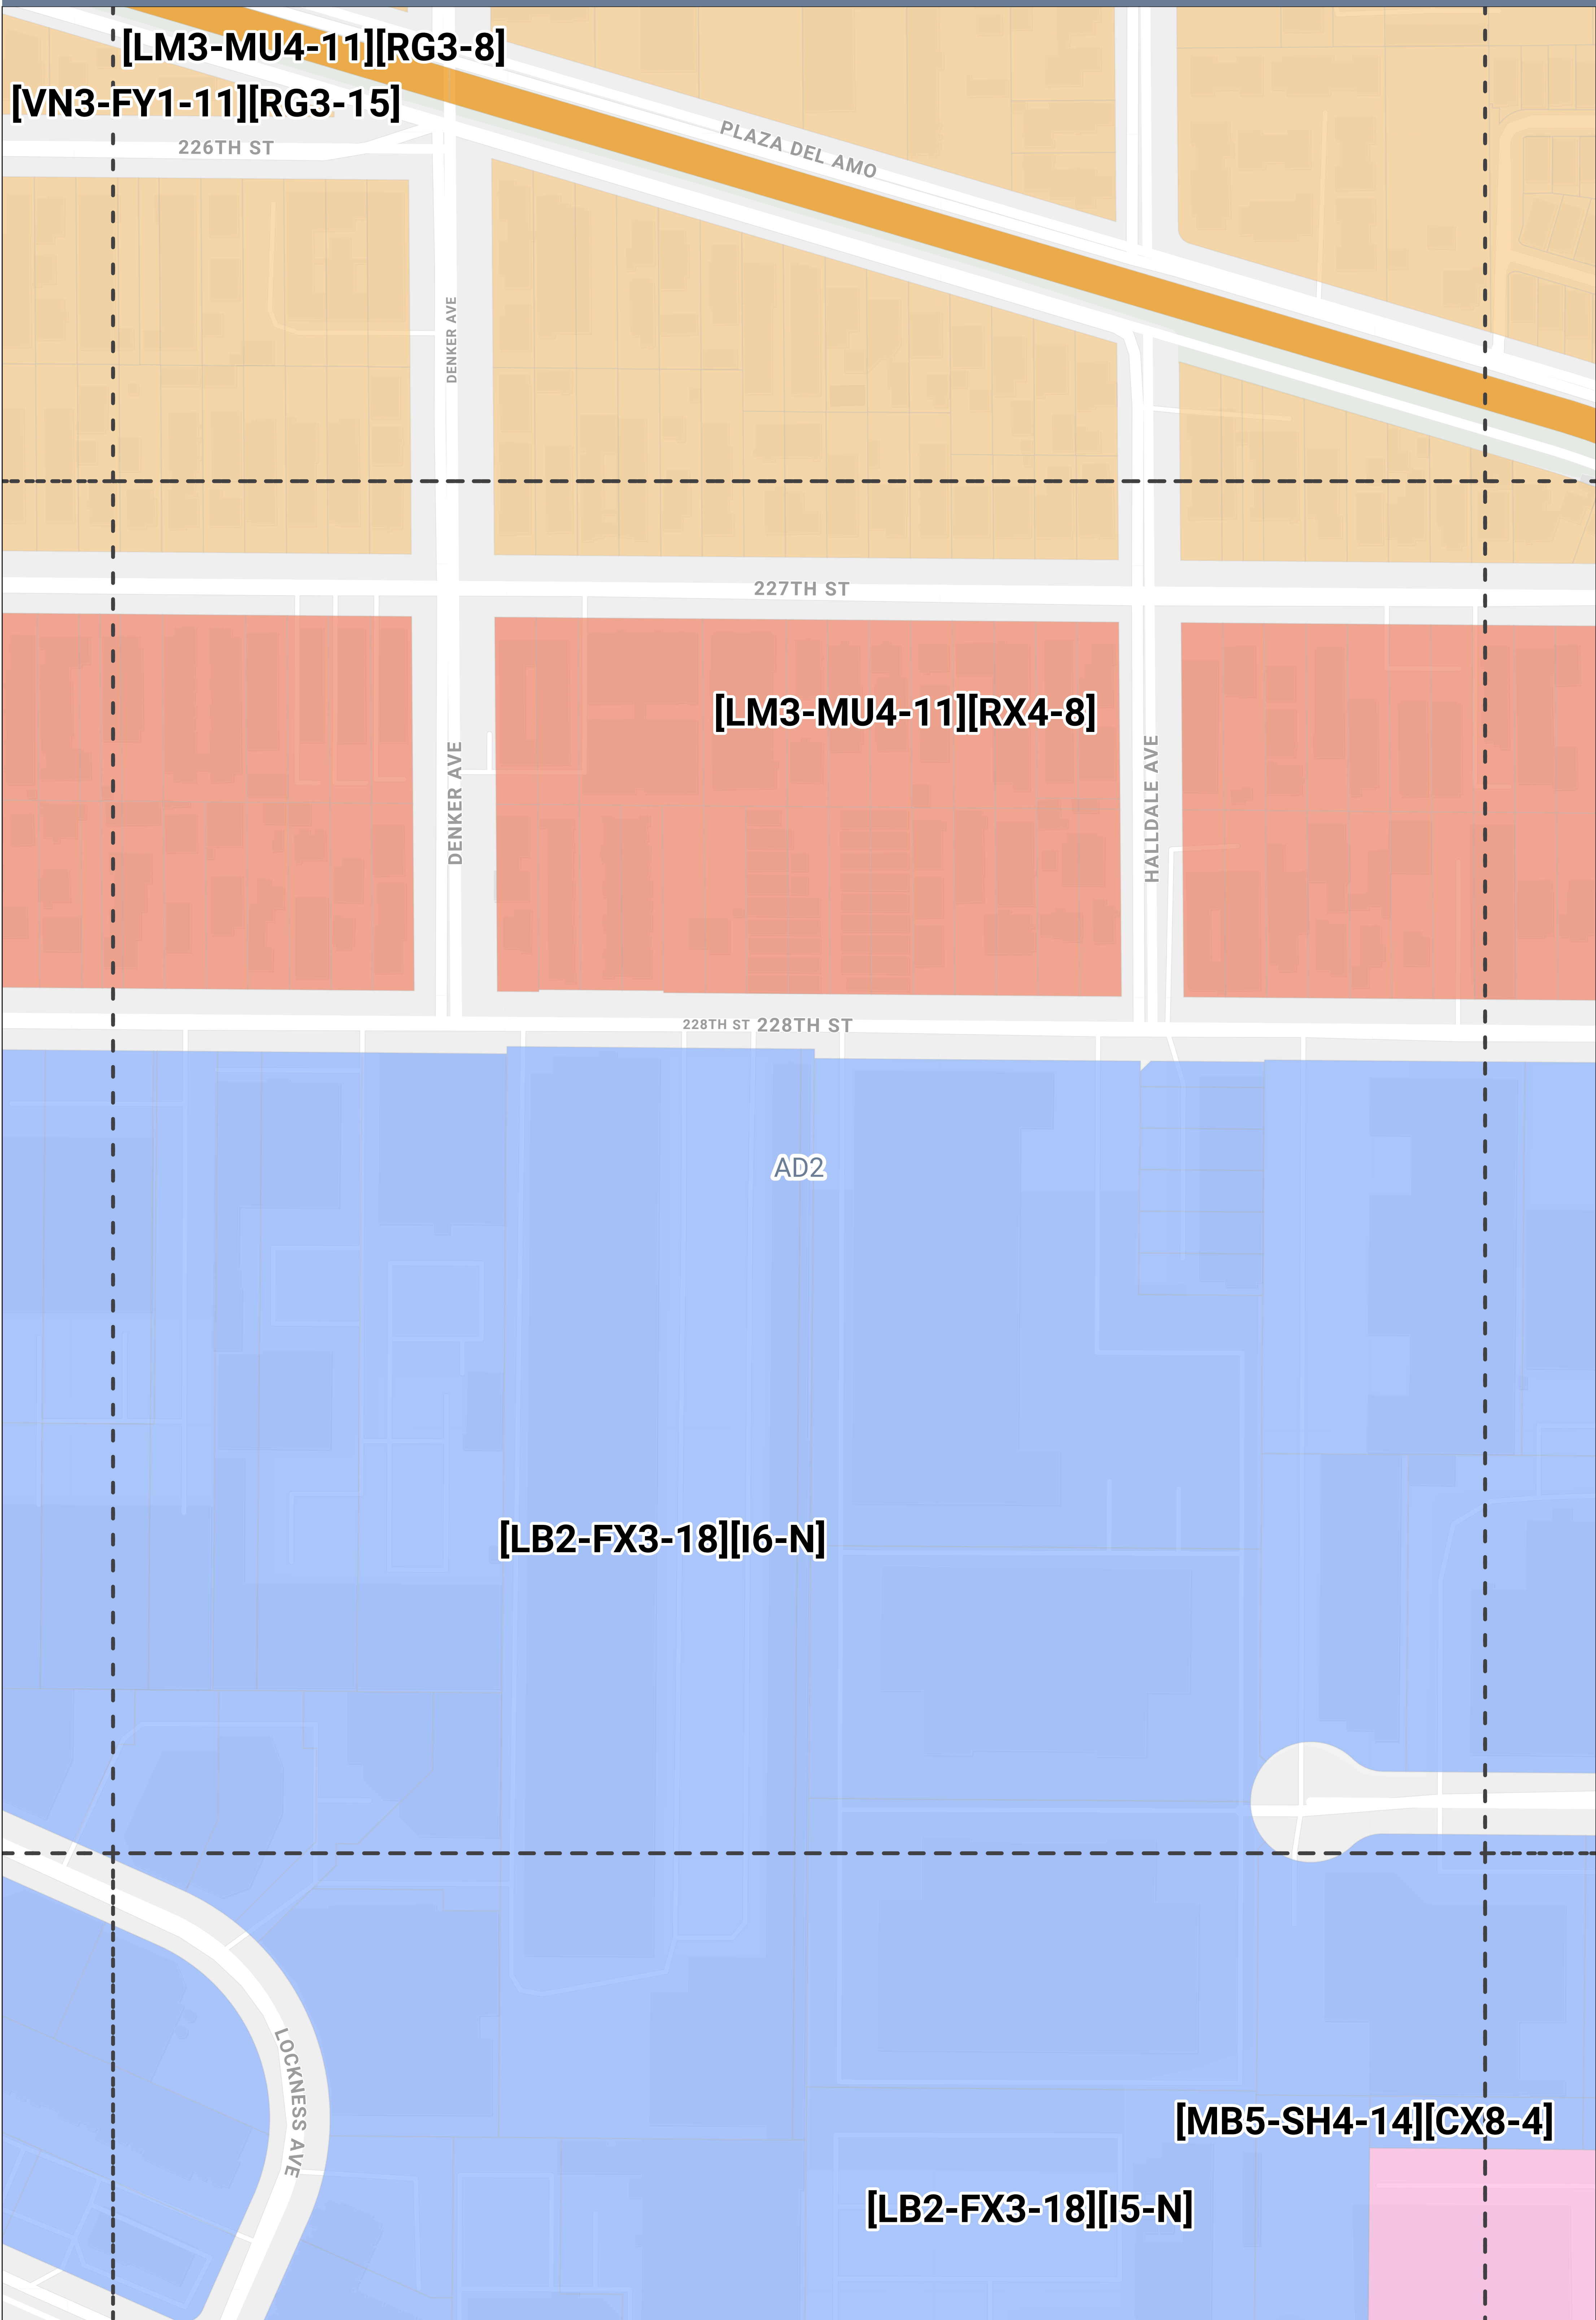 [LM3-MU4-11][RG3-8]
[VN3-FY1-11][RG3-15]
226TH ST
PLAZA DEL AMO
DENKER AVE
227TH ST
[LM3-MU4-11][RX4-8]
DENKER AVE
HALLDALE AVE
228TH ST 228TH ST
AD2
[LB2-FX3-18][I6-N]
LOCKNESS AVE
[MB5-SH4-14][CX8-4]
[LB2-FX3-18][I5-N]